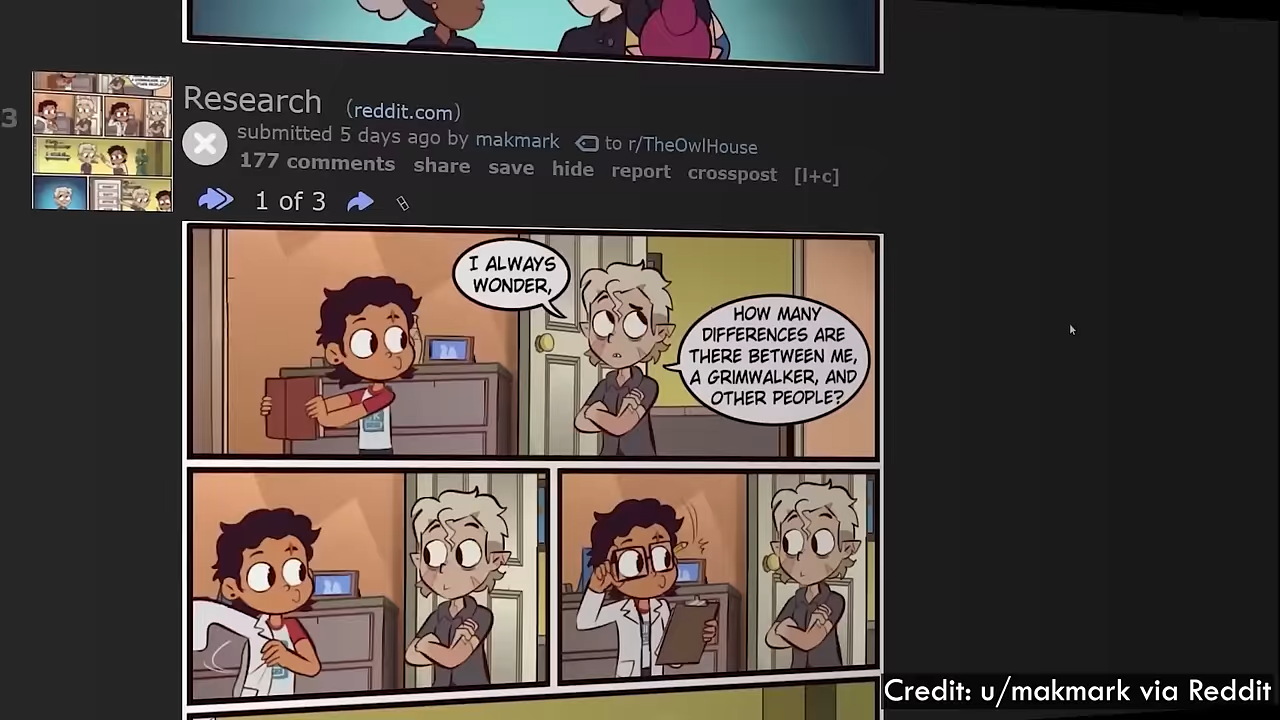 3
Research (reddit.com)
submitted 5 days ago by makmark to r/TheOwlHouse
177 comments share save hide report crosspost [l+c]
1 of 3
I ALWAYS
WONDER,
HOW MANY
DIFFERENCES ARE
THERE BETWEEN ME,
A GRIMWALKER, AND
OTHER PEOPLE?
Credit: u/makmark via Reddit